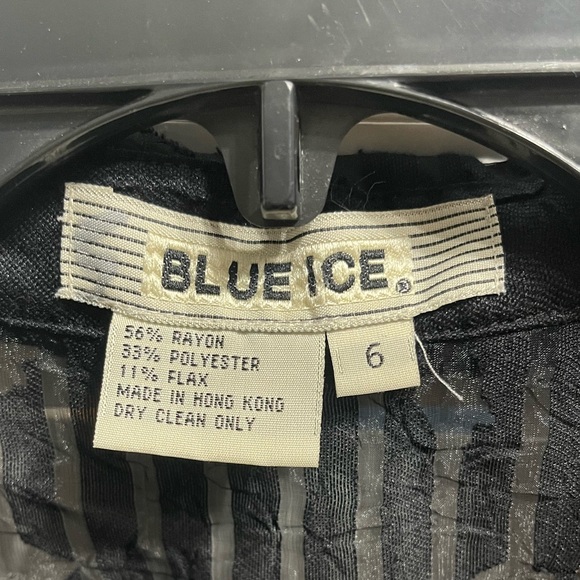 BLUE ICE®
56% RAYON
33% POLYESTER
11% FLAX
MADE IN HONG KONG
DRY CLEAN ONLY
6